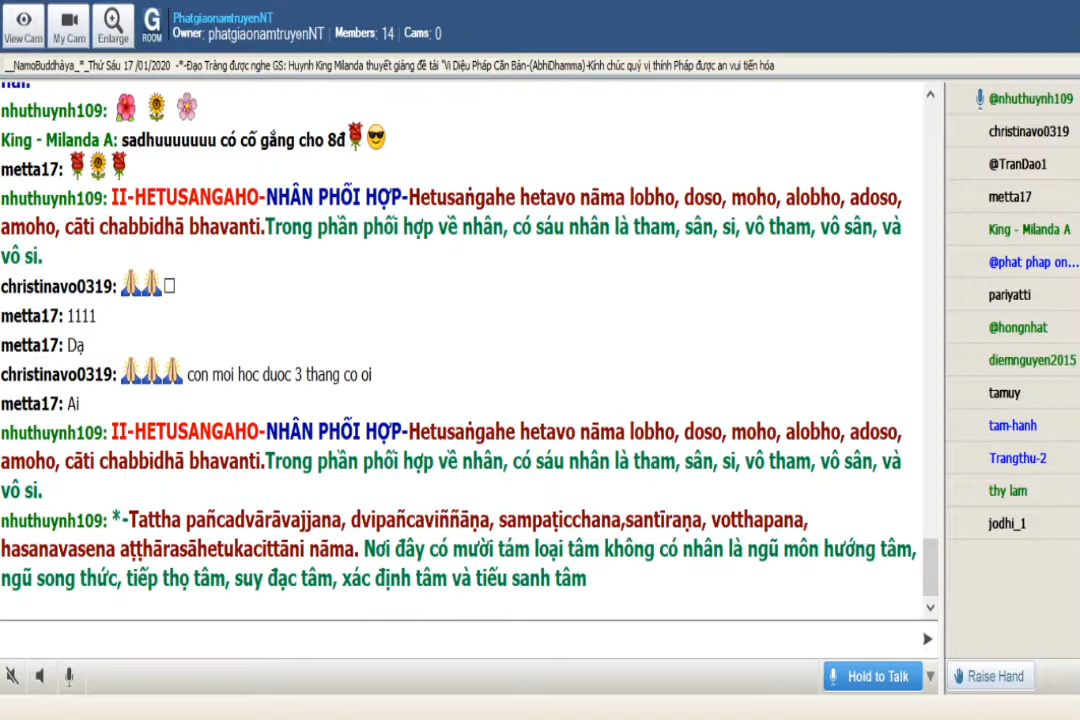 PhatgiaonamtruyenNT
Owner: phatgiaonamtruyenNT | Members: 14 | Cams: 0
View Cam
My Cam
Enlarge
G
ROOM
__NamoBuddhàya_*_Thứ Sáu 17 /01/2020 -*-Đạo Tràng được nghe GS: Huynh King Milanda thuyết giảng đề tài "Vi Diệu Pháp Căn Bản-(AbhiDhamma)-Kính chúc quý vị thính Pháp được an vui tiến hóa
nhuthuynh109:
King - Milanda A: sadhuuuuuuu có cố gắng cho 8đ
metta17:
nhuthuynh109: II-HETUSANGAHO-NHÂN PHỐI HỢP-Hetusaṅgahe hetavo nāma lobho, doso, moho, alobho, adoso,
amoho, cāti chabbidhā bhavanti.Trong phần phối hợp về nhân, có sáu nhân là tham, sân, si, vô tham, vô sân, và
vô si.
christinavo0319:
metta17: 1111
metta17: Dạ
christinavo0319: con moi hoc duoc 3 thang co oi
metta17: Ai
nhuthuynh109: II-HETUSANGAHO-NHÂN PHỐI HỢP-Hetusaṅgahe hetavo nāma lobho, doso, moho, alobho, adoso,
amoho, cāti chabbidhā bhavanti.Trong phần phối hợp về nhân, có sáu nhân là tham, sân, si, vô tham, vô sân, và
vô si.
nhuthuynh109: *-Tattha pañcadvārāvajjana, dvipañcaviññāṇa, sampaṭicchana,santīraṇa, votthapana,
hasanavasena aṭṭhārasāhetukacittāni nāma. Nơi đây có mười tám loại tâm không có nhân là ngũ môn hướng tâm,
ngũ song thức, tiếp thọ tâm, suy đạc tâm, xác định tâm và tiếu sanh tâm
@nhuthuynh109
christinavo0319
@TranDao1
metta17
King - Milanda A
@phat phap on...
pariyatti
@hongnhat
diemnguyen2015
tamuy
tam-hanh
Trangthu-2
thy lam
jodhi_1
Hold to Talk
Raise Hand